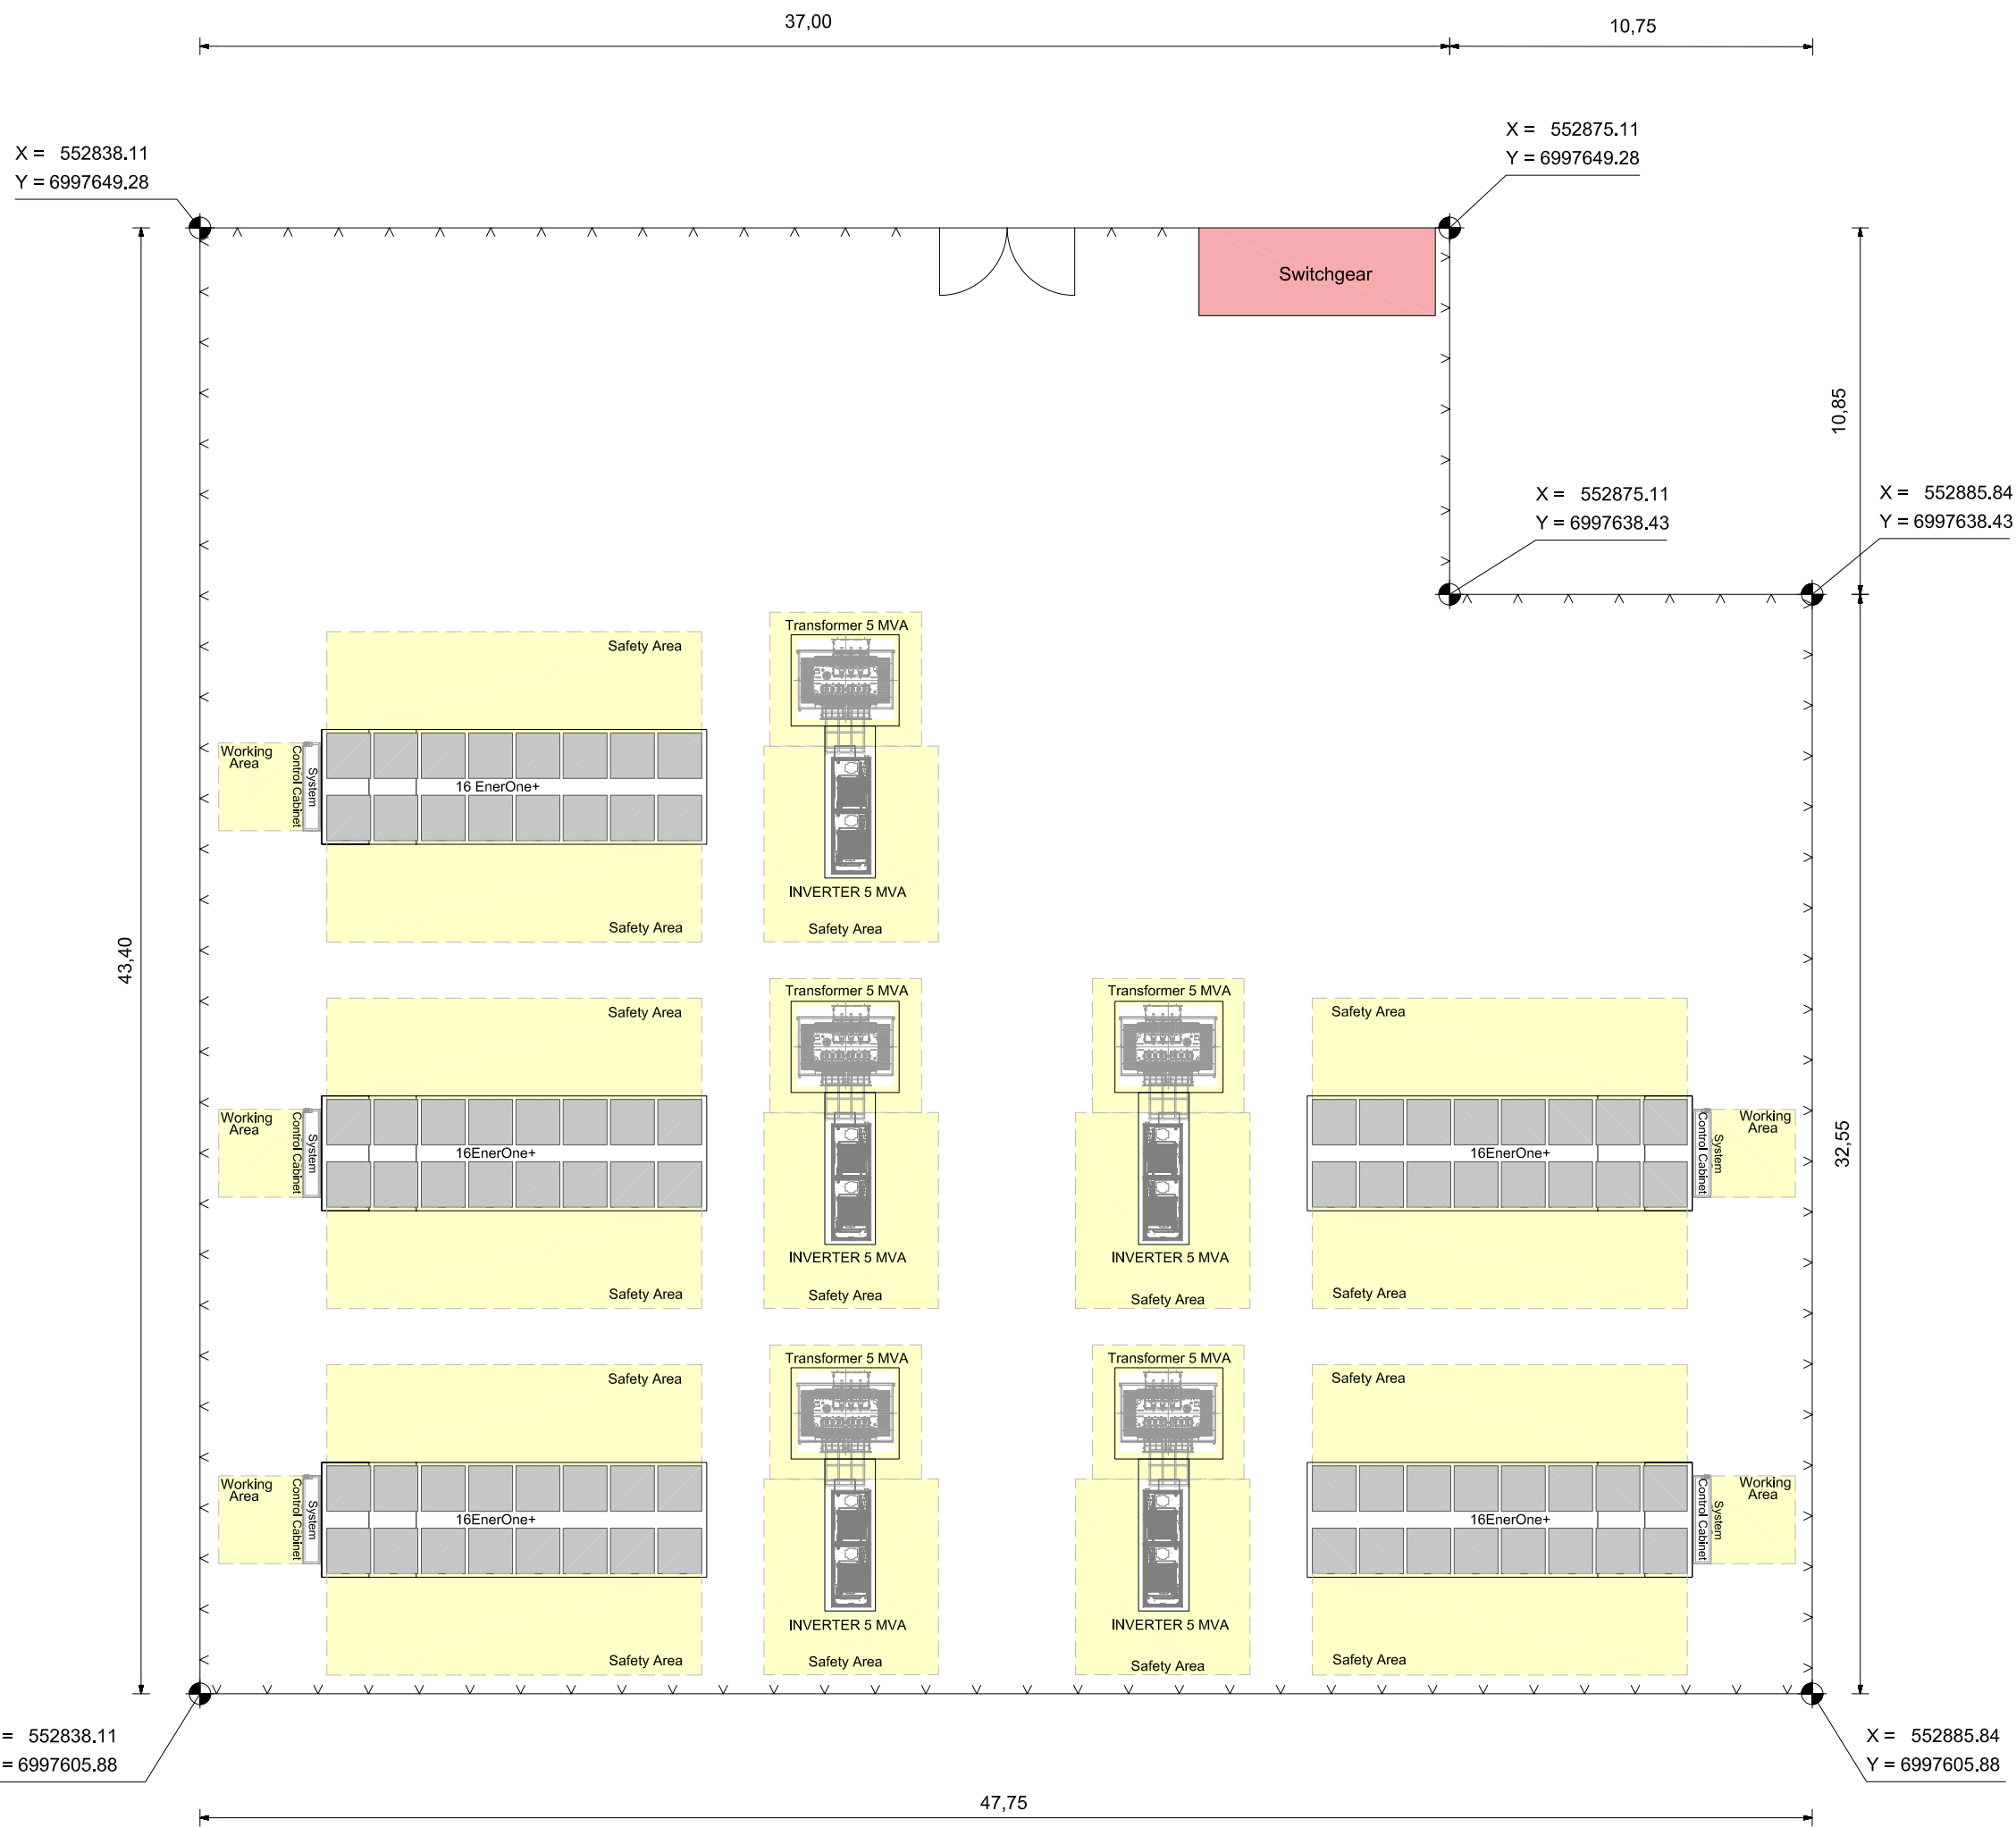 37,00
10,75
X = 552875.11
Y = 6997649.28
X = 552838.11
Y = 6997649.28
Switchgear
10,85
X = 552875.11
Y = 6997638.43
X = 552885.84
Y = 6997638.43
Safety Area
Transformer 5 MVA
Working
Area
Control Cabinet
System
16 EnerOne+
INVERTER 5 MVA
Safety Area
Safety Area
43,40
Safety Area
Transformer 5 MVA
Transformer 5 MVA
Safety Area
Working
Area
Control Cabinet
System
16EnerOne+
16EnerOne+
Control Cabinet
System
Working
Area
32,55
INVERTER 5 MVA
INVERTER 5 MVA
Safety Area
Safety Area
Safety Area
Safety Area
Safety Area
Transformer 5 MVA
Transformer 5 MVA
Safety Area
Working
Area
Control Cabinet
System
16EnerOne+
16EnerOne+
Control Cabinet
System
Working
Area
INVERTER 5 MVA
INVERTER 5 MVA
Safety Area
Safety Area
Safety Area
Safety Area
= 552838.11
= 6997605.88
X = 552885.84
Y = 6997605.88
47,75